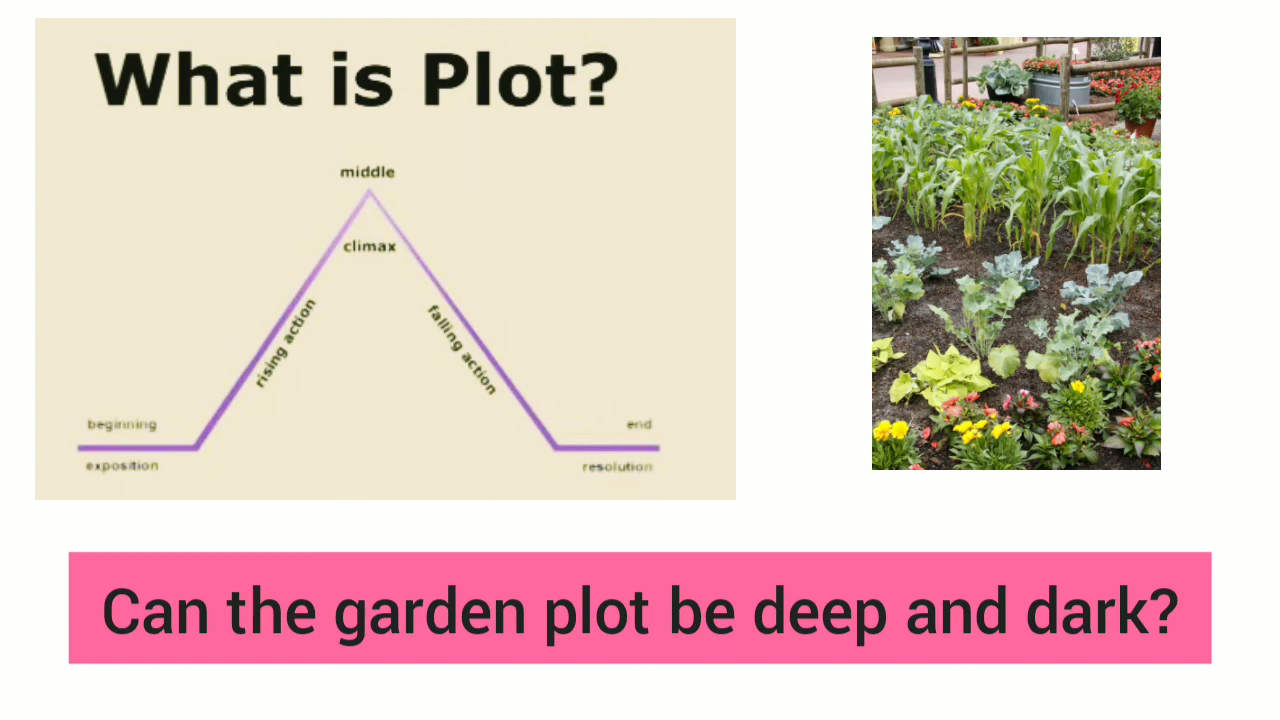 What is Plot?
middle
climax
rising action
falling action
beginning
end
exposition
resolution
Can the garden plot be deep and dark?